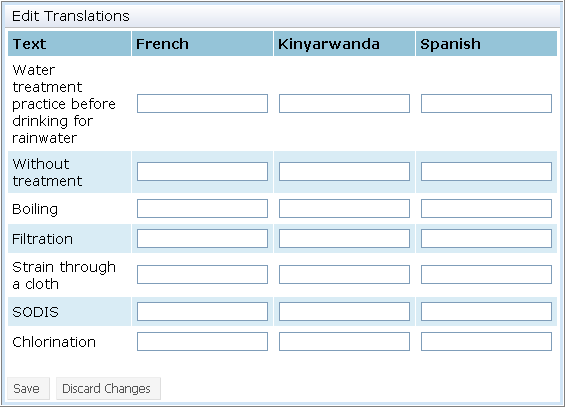 Edit Translations
Text French Kinyarwanda Spanish
Water
treatment
practice before
drinking for
rainwater
Without
treatment
Boiling
Filtration
Strain through
a cloth
SODIS
Chlorination
Save Discard Changes